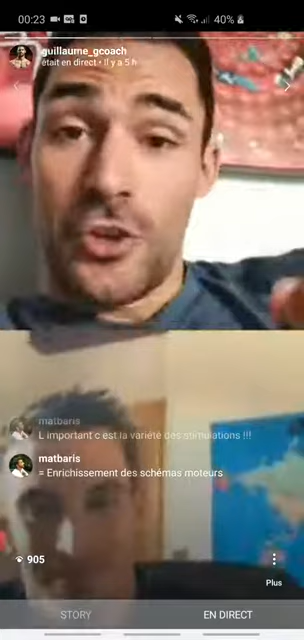 00:23
40%
guillaume_gcoach
était en direct • Il y a 5 h
matbaris
L important c est la variété des stimulations !!!
matbaris
= Enrichissement des schémas moteurs
905
Plus
STORY
EN DIRECT